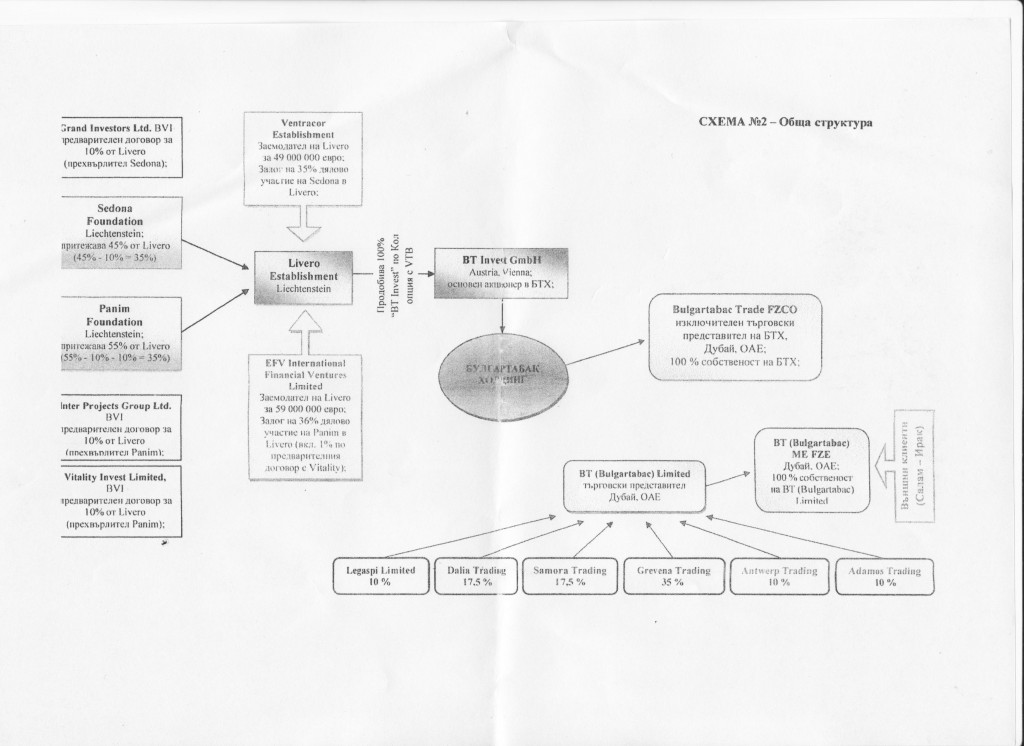 СХЕМА №2 – Обща структура
Grand Investors Ltd. BVI
предварителен договор за
10% от Livero
(прехвърлител Sedona);
Sedona
Foundation
Liechtenstein;
притежава 45% от Livero
(45% - 10% = 35%)
Panim
Foundation
Liechtenstein;
притежава 55% от Livero
(55% - 10% - 10% = 35%)
Inter Projects Group Ltd.
BVI
предварителен договор за
10% от Livero
(прехвърлител Panim);
Vitality Invest Limited,
BVI
предварителен договор за
10% от Livero
(прехвърлител Panim);
Ventracor
Establishment
Заемодател на Livero
за 49 000 000 евро;
Залог на 35% дялово
участие на Sedona в
Livero;
Livero
Establishment
Liechtenstein
EFV International
Financial Ventures
Limited
Заемодател на Livero
за 59 000 000 евро;
Залог на 36% дялово
участие на Panim в
Livero (вкл. 1% по
предварителния
договор с Vitality);
Продобива 100%
"BT Invest" по Кол
опция с VTB
BT Invest GmbH
Austria, Vienna;
основен акционер в БТХ;
БУЛГАРТАБАК
ХОЛДИНГ
Bulgartabac Trade FZCO
изключителен търговски
представител на БТХ,
Дубай, ОАЕ;
100 % собственост на БТХ;
BT (Bulgartabac) Limited
търговски представител
Дубай, ОАЕ
BT (Bulgartabac)
ME FZE
Дубай, ОАЕ;
100 % собственост
на BT (Bulgartabac)
Limited
Външни клиенти
(Салам – Ирак)
Legaspi Limited
10 %
Dalia Trading
17.5 %
Samora Trading
17.5 %
Grevena Trading
35 %
Antwerp Trading
10 %
Adamas Trading
10 %